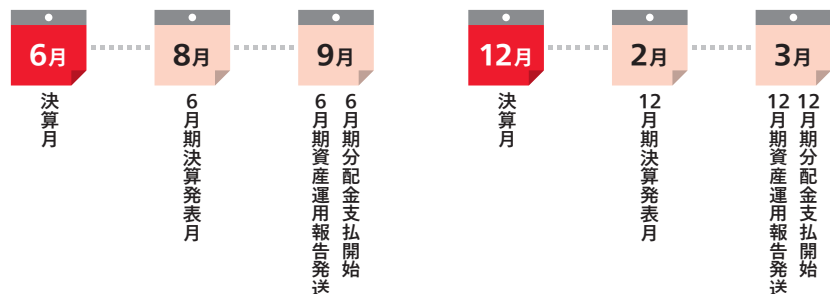 6月
8月
9月
12月
2月
3月
決算月
6月期決算発表月
6月期分配金支払開始
6月期資産運用報告発送
決算月
12月期決算発表月
12月期分配金支払開始
12月期資産運用報告発送